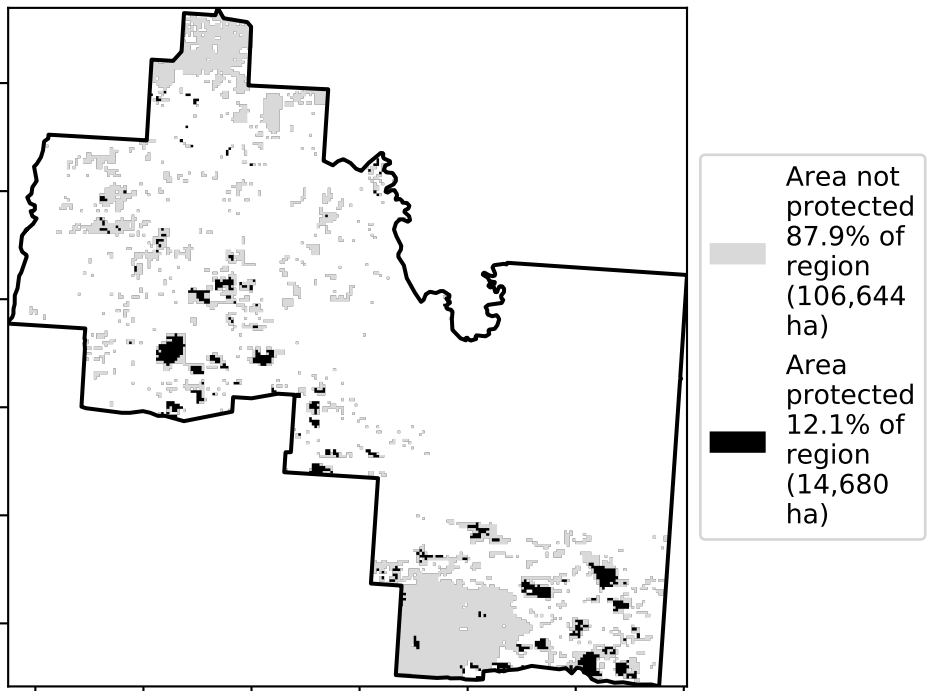 Area not
protected
87.9% of
region
(106,644
ha)
Area
protected
12.1% of
region
(14,680
ha)